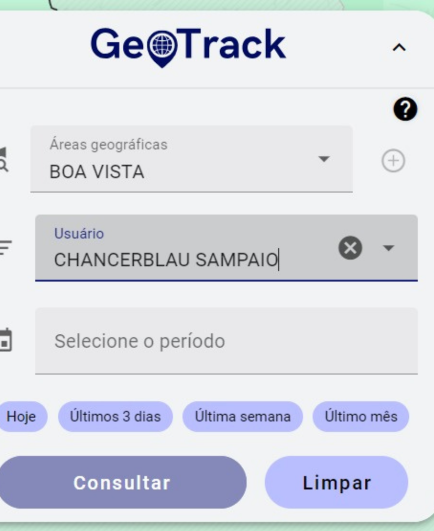 GeoTrack
?
Áreas geográficas
BOA VISTA
Usuário
CHANCERBLAU SAMPAIO
Selecione o período
Hoje
Últimos 3 dias
Última semana
Último mês
Consultar
Limpar